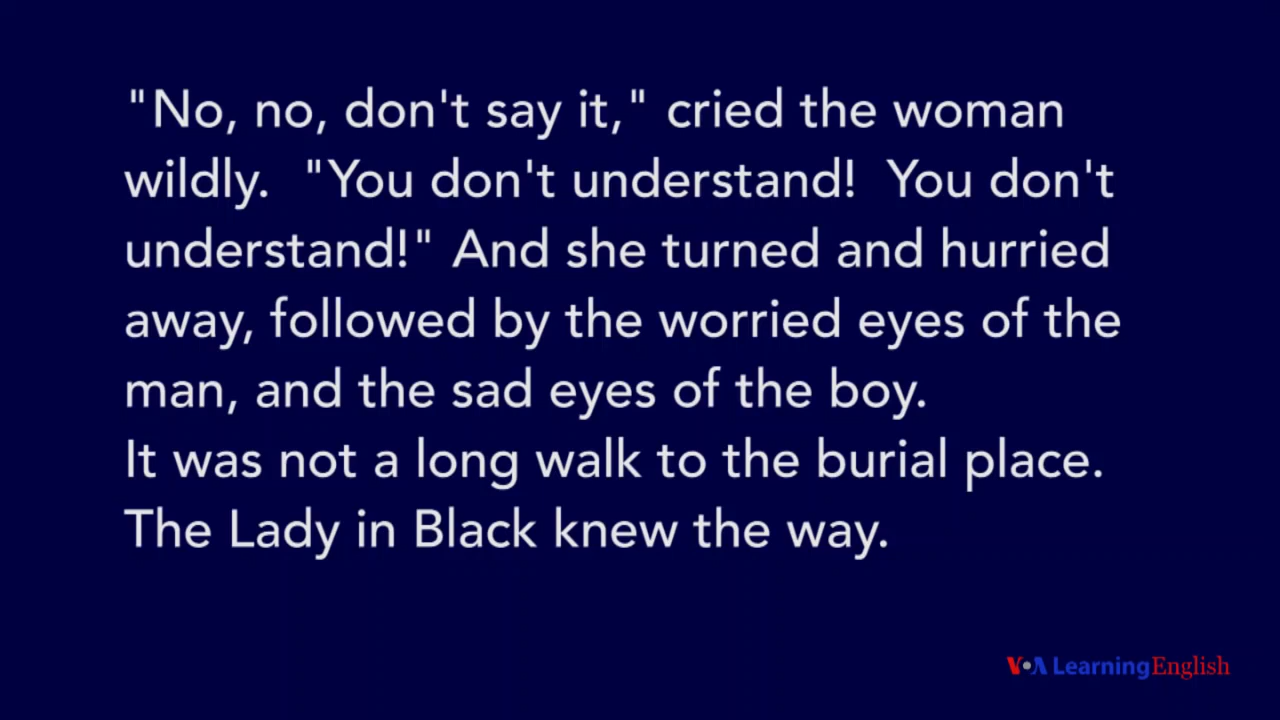 "No, no, don't say it," cried the woman
wildly.  "You don't understand!  You don't
understand!" And she turned and hurried
away, followed by the worried eyes of the
man, and the sad eyes of the boy.
It was not a long walk to the burial place.
The Lady in Black knew the way.
VOA LearningEnglish